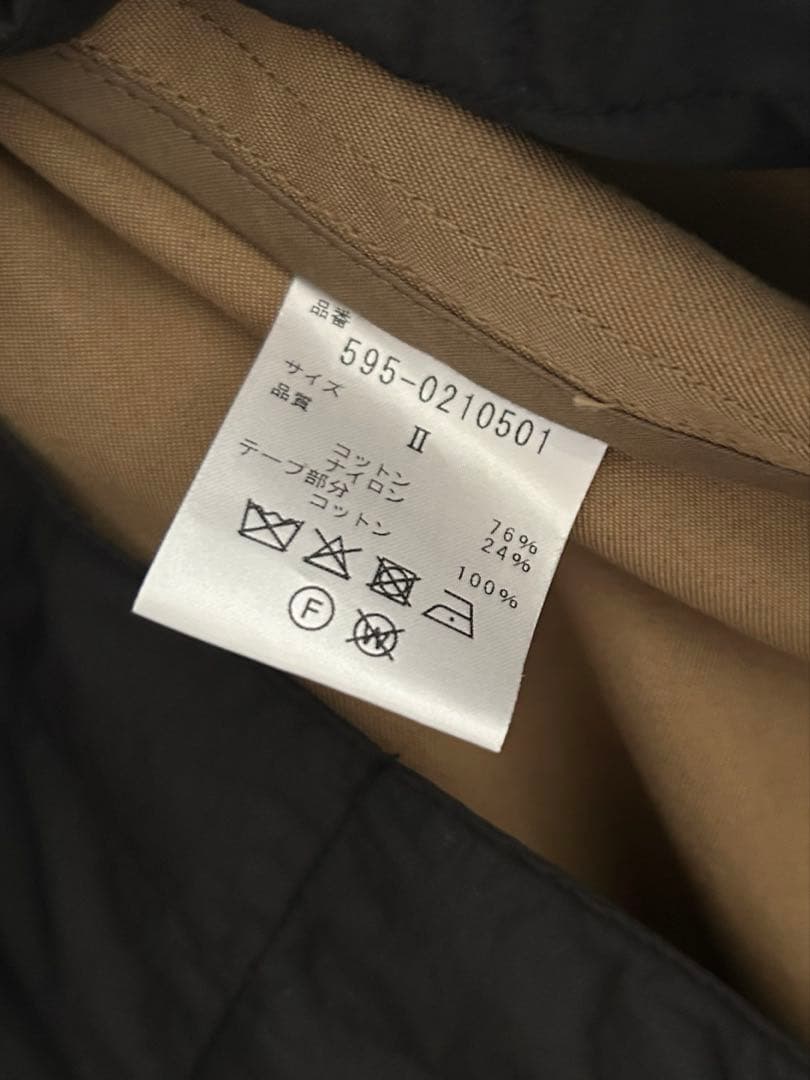 品番
595-0210501
サイズ
II
品質
コットン 76%
ナイロン 24%
テープ部分
コットン 100%
F
W